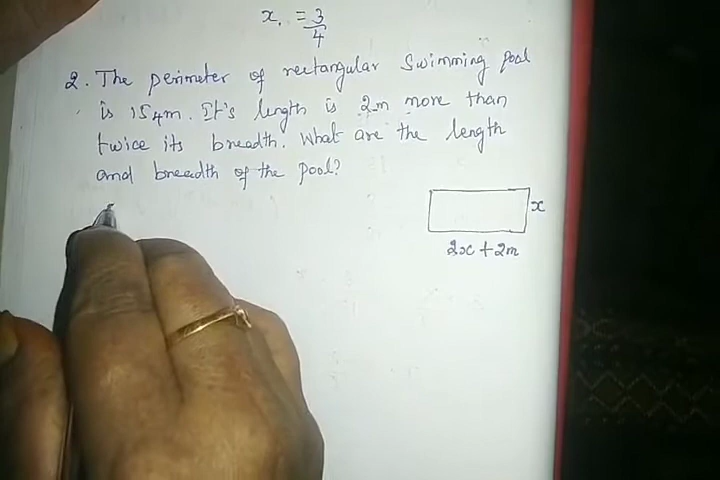 x. = 3/4
2. The perimeter of rectangular Swimming pool
is 154m. It's length is 2m more than
twice its breadth. What are the length
and breadth of the pool?
x
2x + 2m